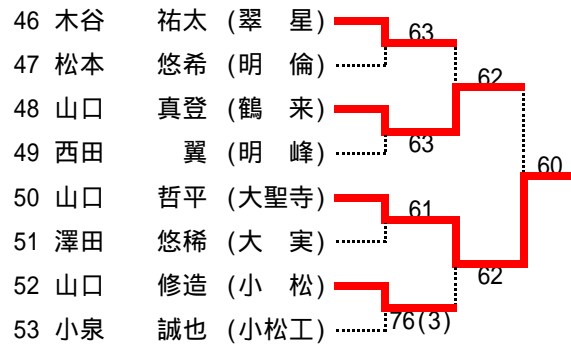 46 木谷 祐太 (翠 星)
63
47 松本 悠希 (明 倫)
62
48 山口 真登 (鶴 来)
63
49 西田 翼 (明 峰)
60
50 山口 哲平 (大聖寺)
61
51 澤田 悠稀 (大 実)
62
52 山口 修造 (小 松)
76(3)
53 小泉 誠也 (小松工)